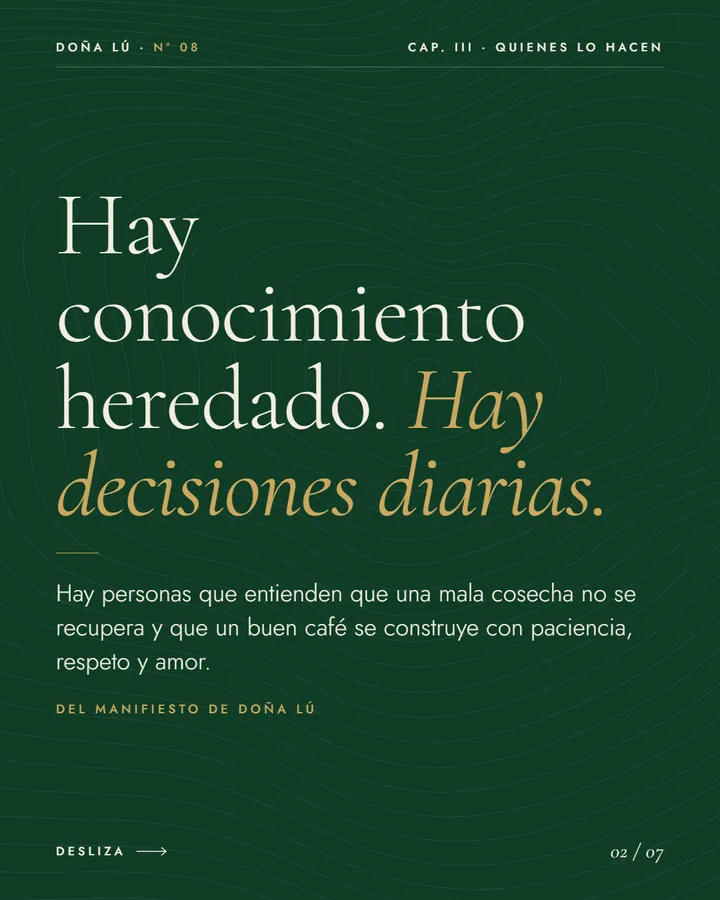 DOÑA LÚ · N° 08
CAP. III · QUIENES LO HACEN
Hay
conocimiento
heredado. Hay
decisiones diarias.
Hay personas que entienden que una mala cosecha no se
recupera y que un buen café se construye con paciencia,
respeto y amor.
DEL MANIFIESTO DE DOÑA LÚ
DESLIZA →
02 / 07